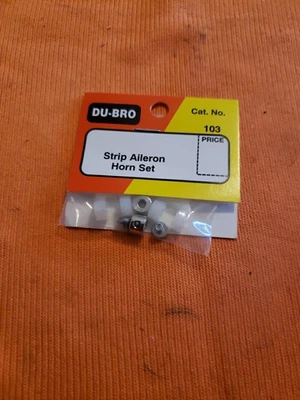 DU-BRO
Cat. No.
103
PRICE
Strip Aileron
Horn Set